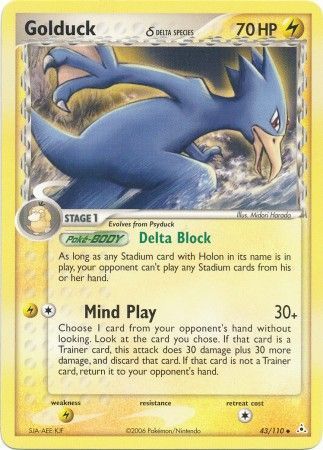 Golduck δ DELTA SPECIES 70 HP
Illus. Midori Harada
STAGE 1
Evolves from Psyduck
Poké-BODY Delta Block
As long as any Stadium card with Holon in its name is in
play, your opponent can't play any Stadium cards from his
or her hand.
Mind Play 30+
Choose 1 card from your opponent's hand without
looking. Look at the card you chose. If that card is a
Trainer card, this attack does 30 damage plus 30 more
damage, and discard that card. If that card is not a Trainer
card, return it to your opponent's hand.
weakness resistance retreat cost
SJA-AEE-KJF ©2006 Pokémon/Nintendo 43/110 ◆